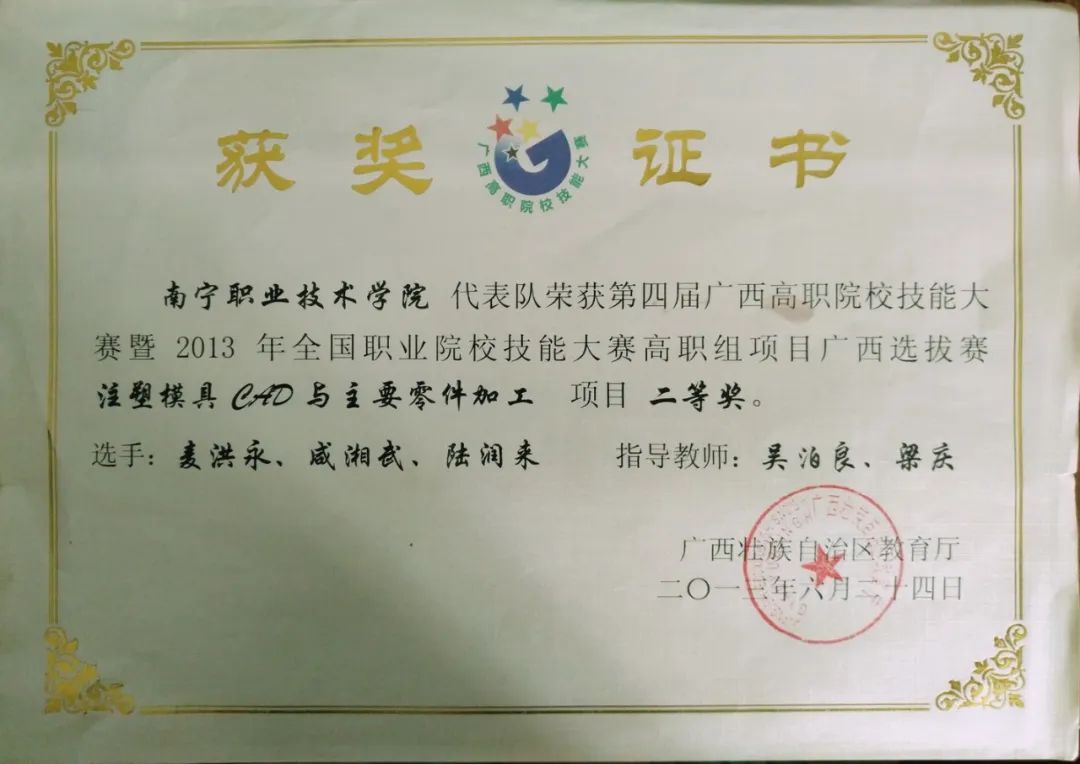 获奖证书
广西高职院校技能大赛
南宁职业技术学院 代表队荣获第四届广西高职院校技能大
赛暨 2013 年全国职业院校技能大赛高职组项目广西选拔赛
注塑模具 CAD 与主要零件加工 项目 二等奖。
选手：麦洪永、咸湘武、陆润来 指导教师：吴泊良、梁庆
广西壮族自治区教育厅
二〇一三年六月二十四日